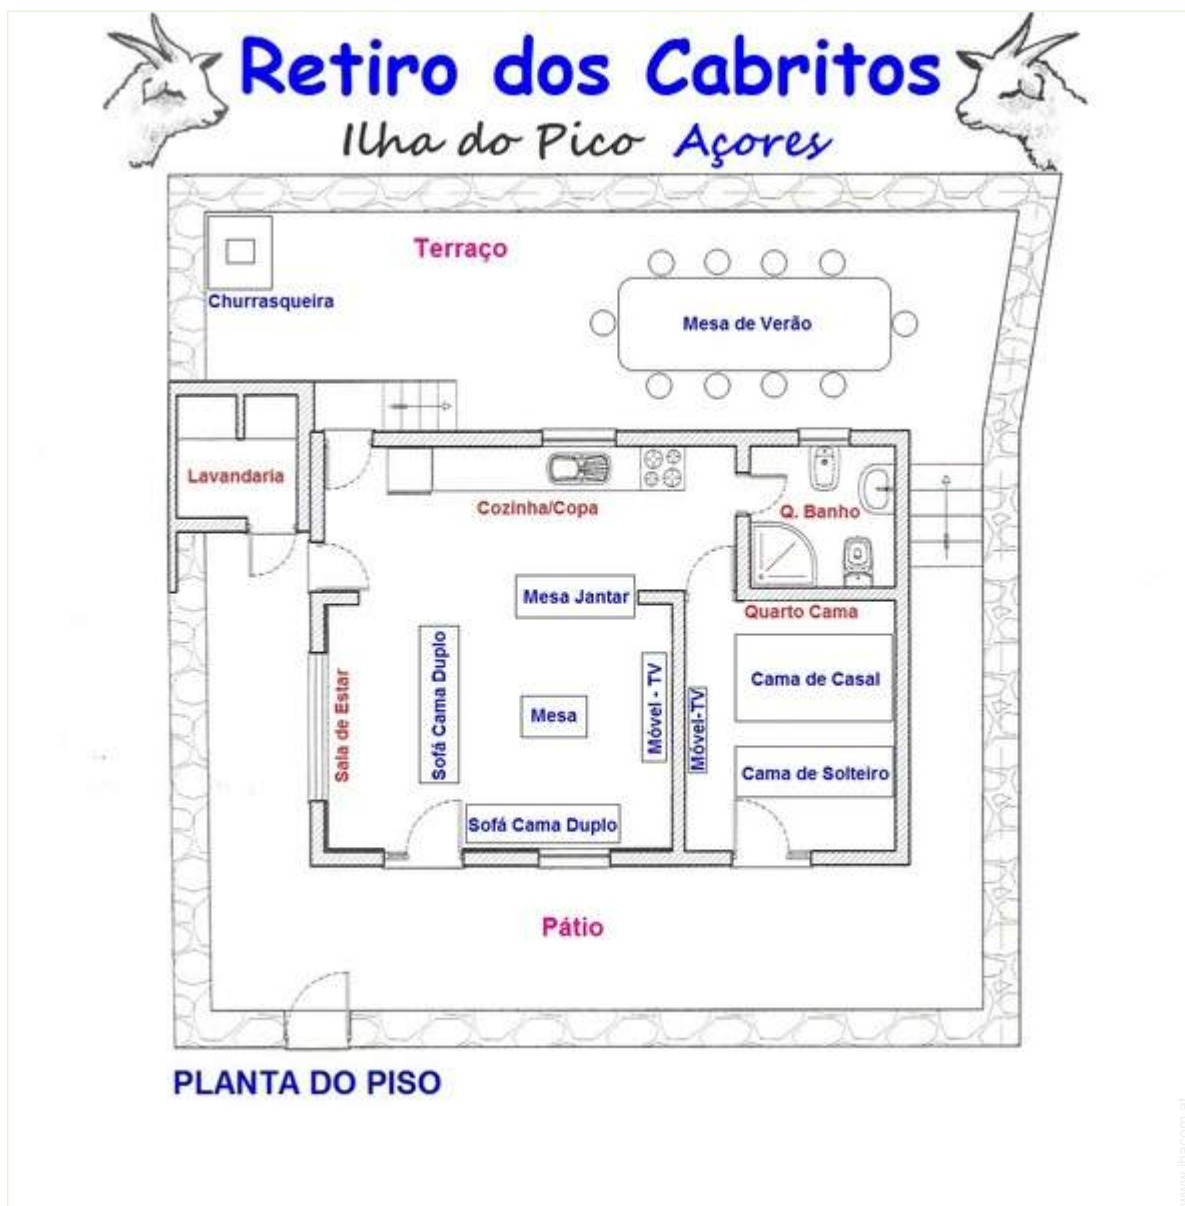 Retiro dos Cabritos
Ilha do Pico Açores
Terraço
Churrasqueira
Mesa de Verão
Lavandaria
Cozinha/Copa
Q. Banho
Mesa Jantar
Quarto Cama
Sala de Estar
Sofá Cama Duplo
Mesa
Móvel - TV
Móvel-TV
Cama de Casal
Cama de Solteiro
Sofá Cama Duplo
Pátio
PLANTA DO PISO